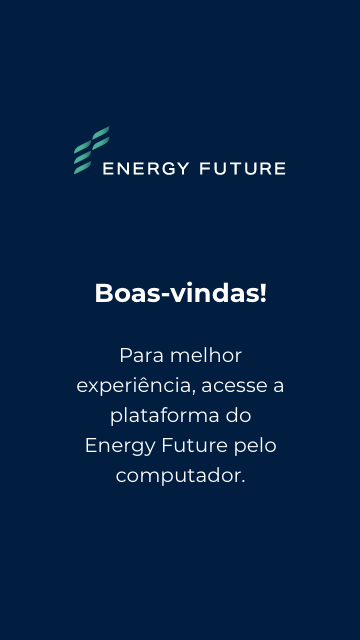 ENERGY FUTURE
Boas-vindas!
Para melhor
experiência, acesse a
plataforma do
Energy Future pelo
computador.